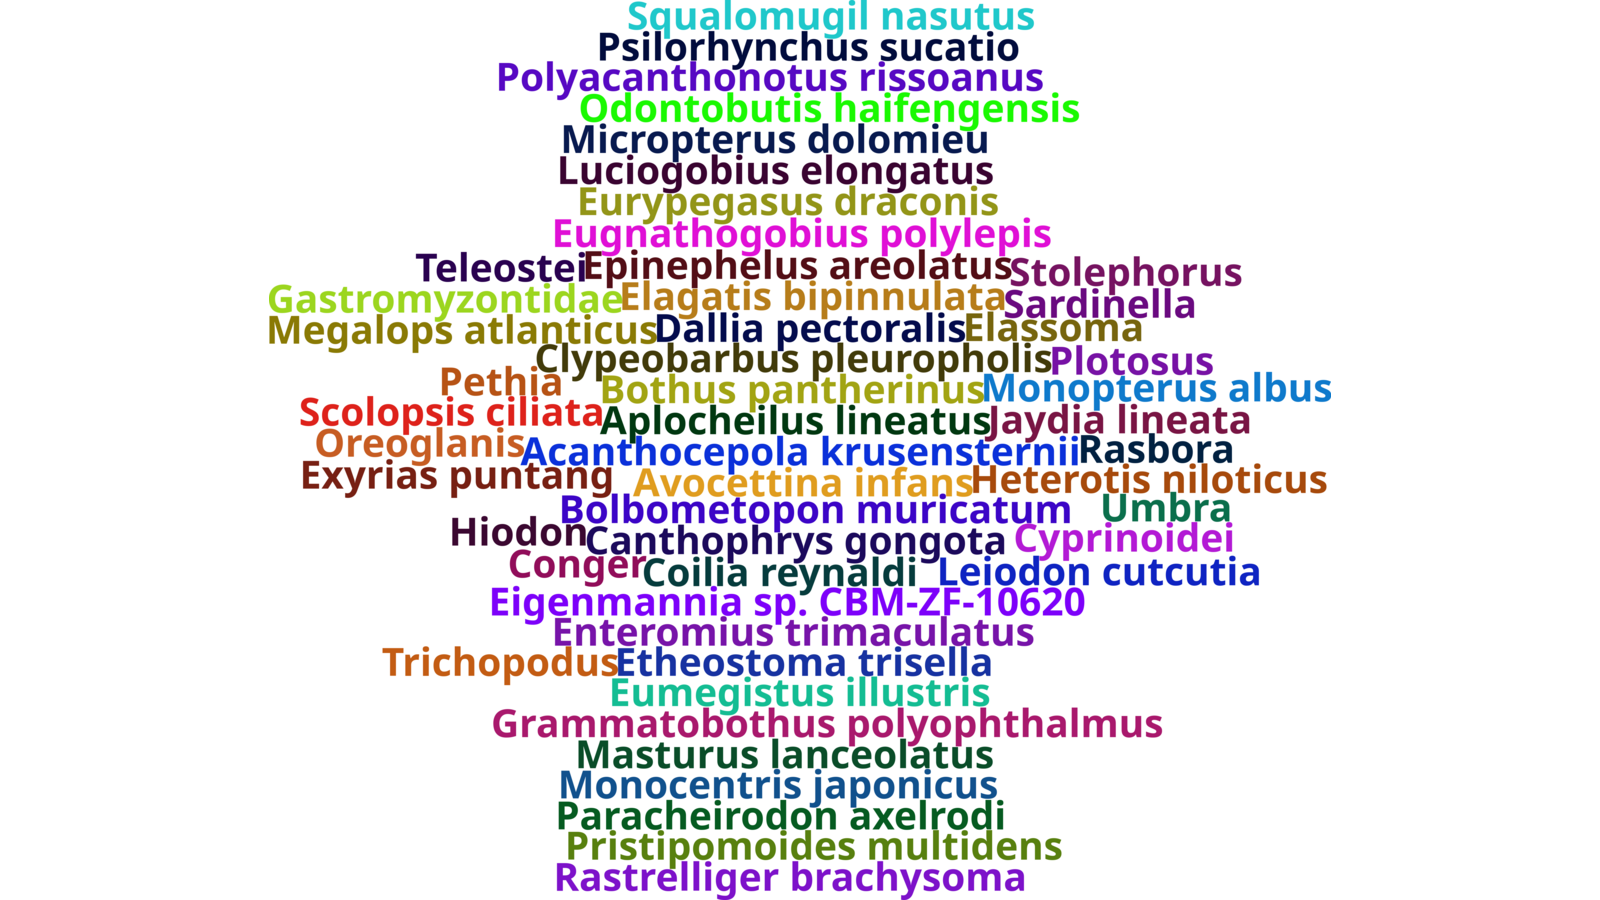 Squalomugil nasutus
Psilorhynchus sucatio
Polyacanthonotus rissoanus
Odontobutis haifengensis
Micropterus dolomieu
Luciogobius elongatus
Eurypegasus draconis
Eugnathogobius polylepis
Teleostei Epinephelus areolatus Stolephorus
Gastromyzontidae Elagatis bipinnulata Sardinella
Megalops atlanticus Dallia pectoralis Elassoma
Clypeobarbus pleuropholis Plotosus
Pethia Bothus pantherinus Monopterus albus
Scolopsis ciliata Aplocheilus lineatus Jaydia lineata
Oreoglanis Acanthocepola krusensternii Rasbora
Exyrias puntang Avocettina infans Heterotis niloticus
Bolbometopon muricatum Umbra
Hiodon Canthophrys gongota Cyprinoidei
Conger Coilia reynaldi Leiodon cutcutia
Eigenmannia sp. CBM-ZF-10620
Enteromius trimaculatus
Trichopodus Etheostoma trisella
Eumegistus illustris
Grammatobothus polyophthalmus
Masturus lanceolatus
Monocentris japonicus
Paracheirodon axelrodi
Pristipomoides multidens
Rastrelliger brachysoma